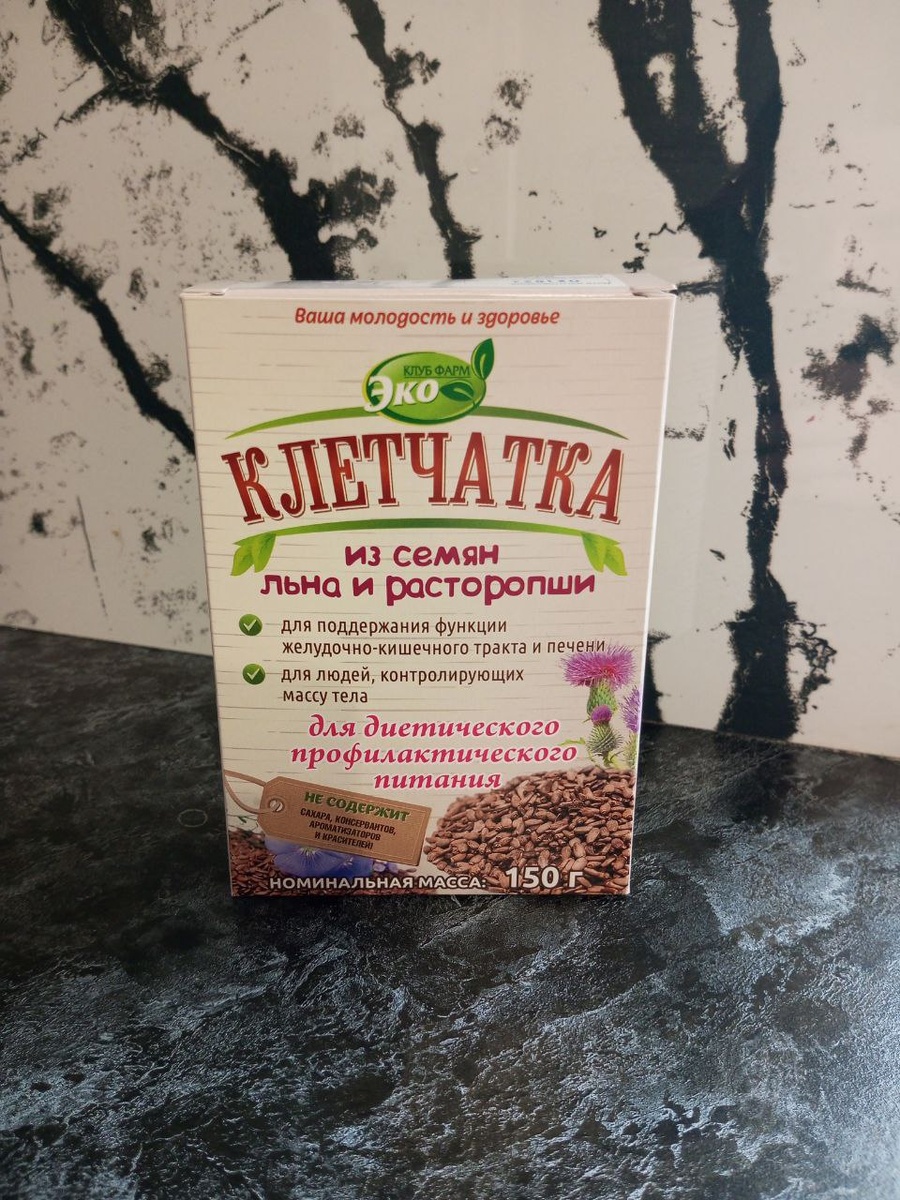 Ваша молодость и здоровье
КЛУБ ФАРМ
Эко
КЛЕТЧАТКА
из семян
льна и расторопши
для поддержания функции
желудочно-кишечного тракта и печени
для людей, контролирующих
массу тела
для диетического
профилактического
питания
НЕ СОДЕРЖИТ
САХАРА, КОНСЕРВАНТОВ,
АРОМАТИЗАТОРОВ
И КРАСИТЕЛЕЙ!
НОМИНАЛЬНАЯ МАССА: 150 г